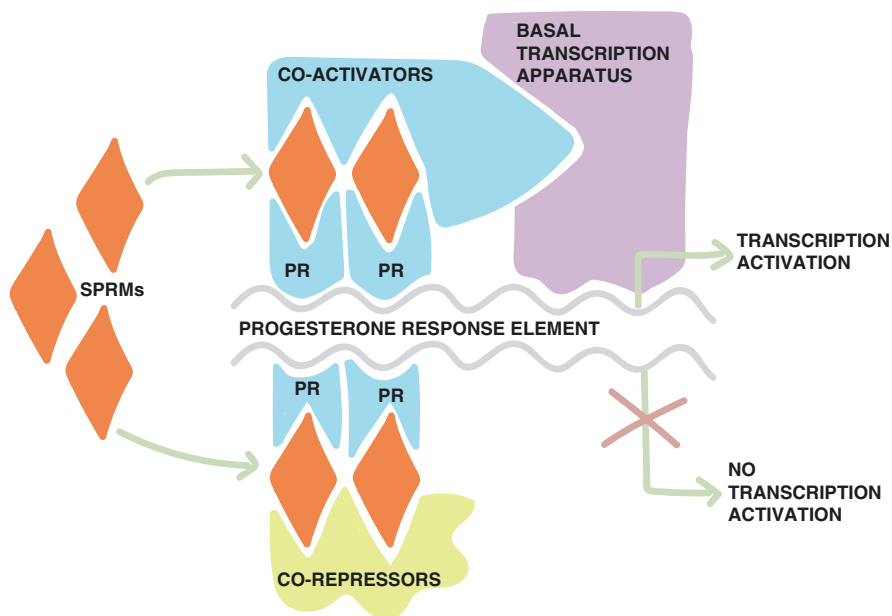 BASAL
TRANSCRIPTION
APPARATUS
CO-ACTIVATORS
SPRMs
PR
PR
TRANSCRIPTION
ACTIVATION
PROGESTERONE RESPONSE ELEMENT
PR
PR
NO
TRANSCRIPTION
ACTIVATION
CO-REPRESSORS